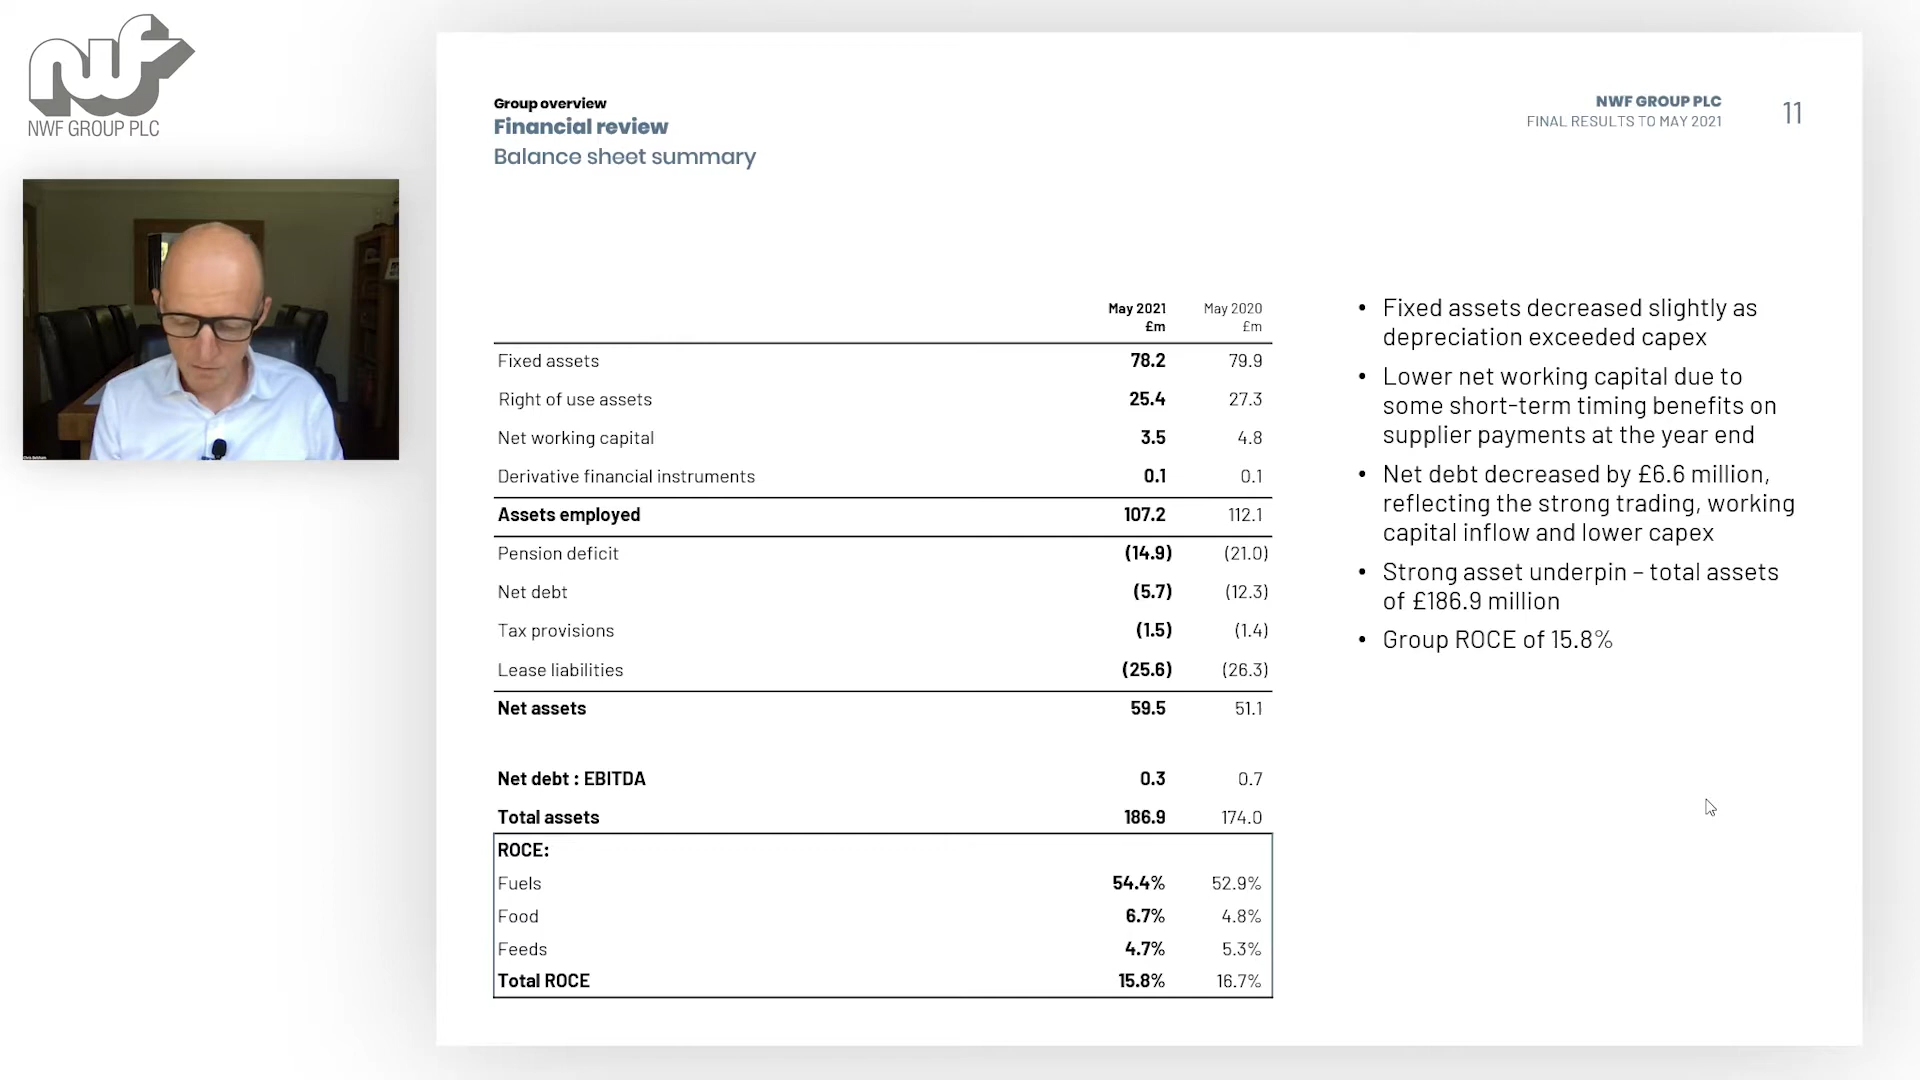 nwf
NWF GROUP PLC
Group overview
Financial review
Balance sheet summary
NWF GROUP PLC
FINAL RESULTS TO MAY 2021
11
May 2021 May 2020
£m £m
Fixed assets 78.2 79.9
Right of use assets 25.4 27.3
Net working capital 3.5 4.8
Derivative financial instruments 0.1 0.1
Assets employed 107.2 112.1
Pension deficit (14.9) (21.0)
Net debt (5.7) (12.3)
Tax provisions (1.5) (1.4)
Lease liabilities (25.6) (26.3)
Net assets 59.5 51.1
Net debt : EBITDA 0.3 0.7
Total assets 186.9 174.0
ROCE:
Fuels 54.4% 52.9%
Food 6.7% 4.8%
Feeds 4.7% 5.3%
Total ROCE 15.8% 16.7%
• Fixed assets decreased slightly as
depreciation exceeded capex
• Lower net working capital due to
some short-term timing benefits on
supplier payments at the year end
• Net debt decreased by £6.6 million,
reflecting the strong trading, working
capital inflow and lower capex
• Strong asset underpin – total assets
of £186.9 million
• Group ROCE of 15.8%